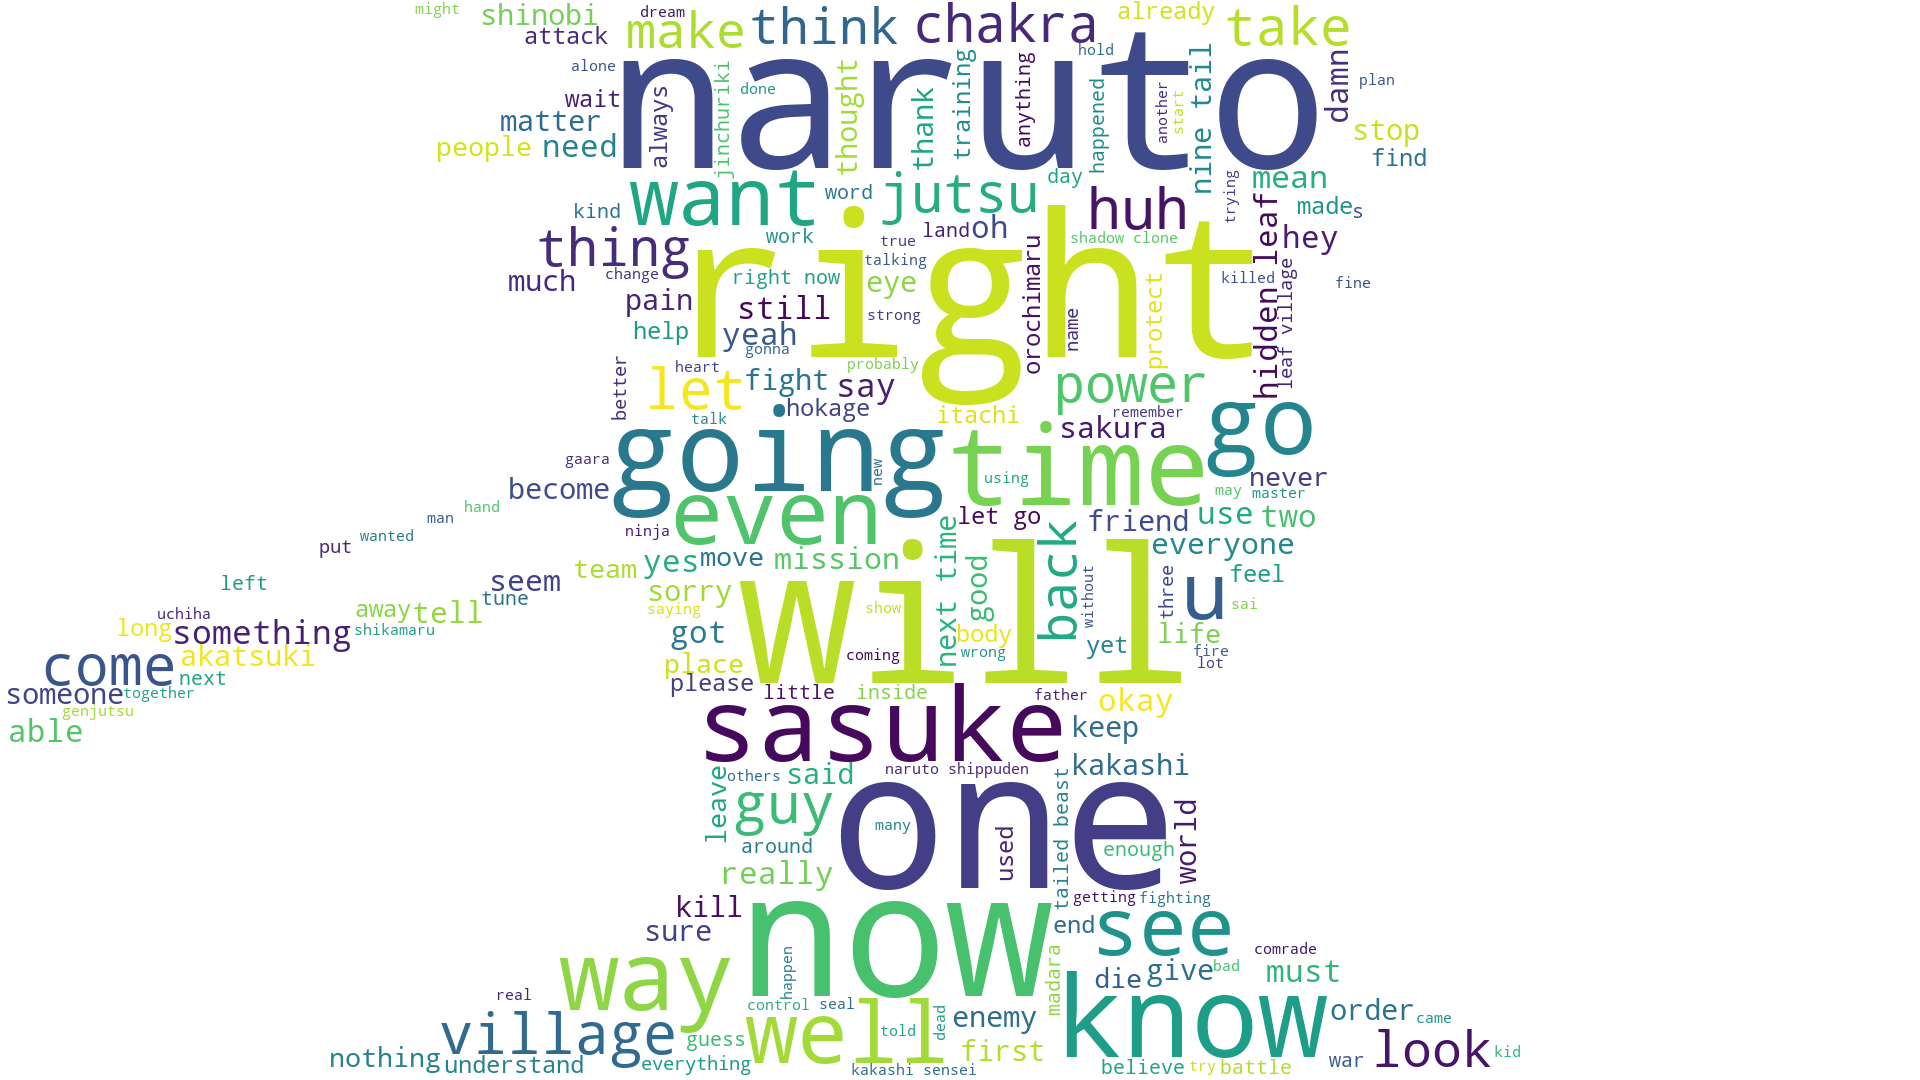 might shinobi dream make think chakra already take
attack hold
naruto
alone jinchuriki done thought thank training anything happened another start nine tail damn plan
wait always
matter stop
people need find
want word jutsu day huh trying mean
kind made s
thing work true land oh shadow clone hidden leaf hey
right
much change right now talking eye orochimaru killed leaf village fine
pain still strong name protect
help yeah
gonna probably
better heart let fight say power
hokage itachi remember
talk sakura go
going time
gaara new using never
become may master
hand even let go friend use two
man ninja
put wanted yes move mission next time back everyone
will
left seem team sorry good without three u feel
tune saying show sai
uchiha away tell body life
long something shikamaru got wrong yet fire
come akatsuki place coming lot
someone together next please little inside father okay
genjutsu sasuke
able keep
leave others said naruto shippuden tailed beast kakashi
guy one many used world
around enough
really
kill now getting fighting
sure end see
way happen madara comrade
real die give bad must
control seal know
village guess well told dead enemy order came
nothing understand everything first war look kid
kakashi sensei believe try battle